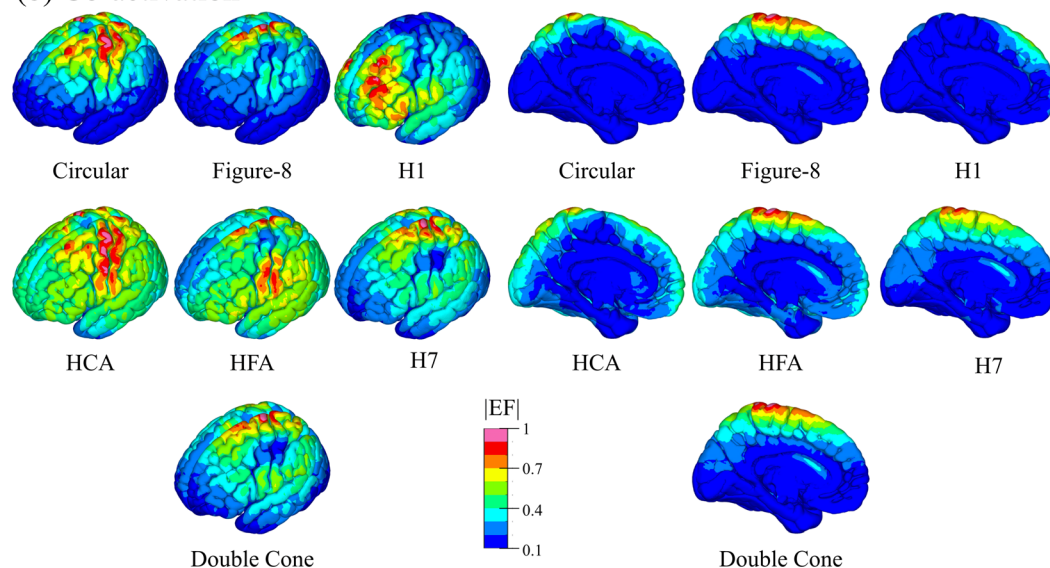 Circular Figure-8 H1 Circular Figure-8 H1
HCA HFA H7 HCA HFA H7
|EF|
1
0.7
0.4
0.1
Double Cone Double Cone